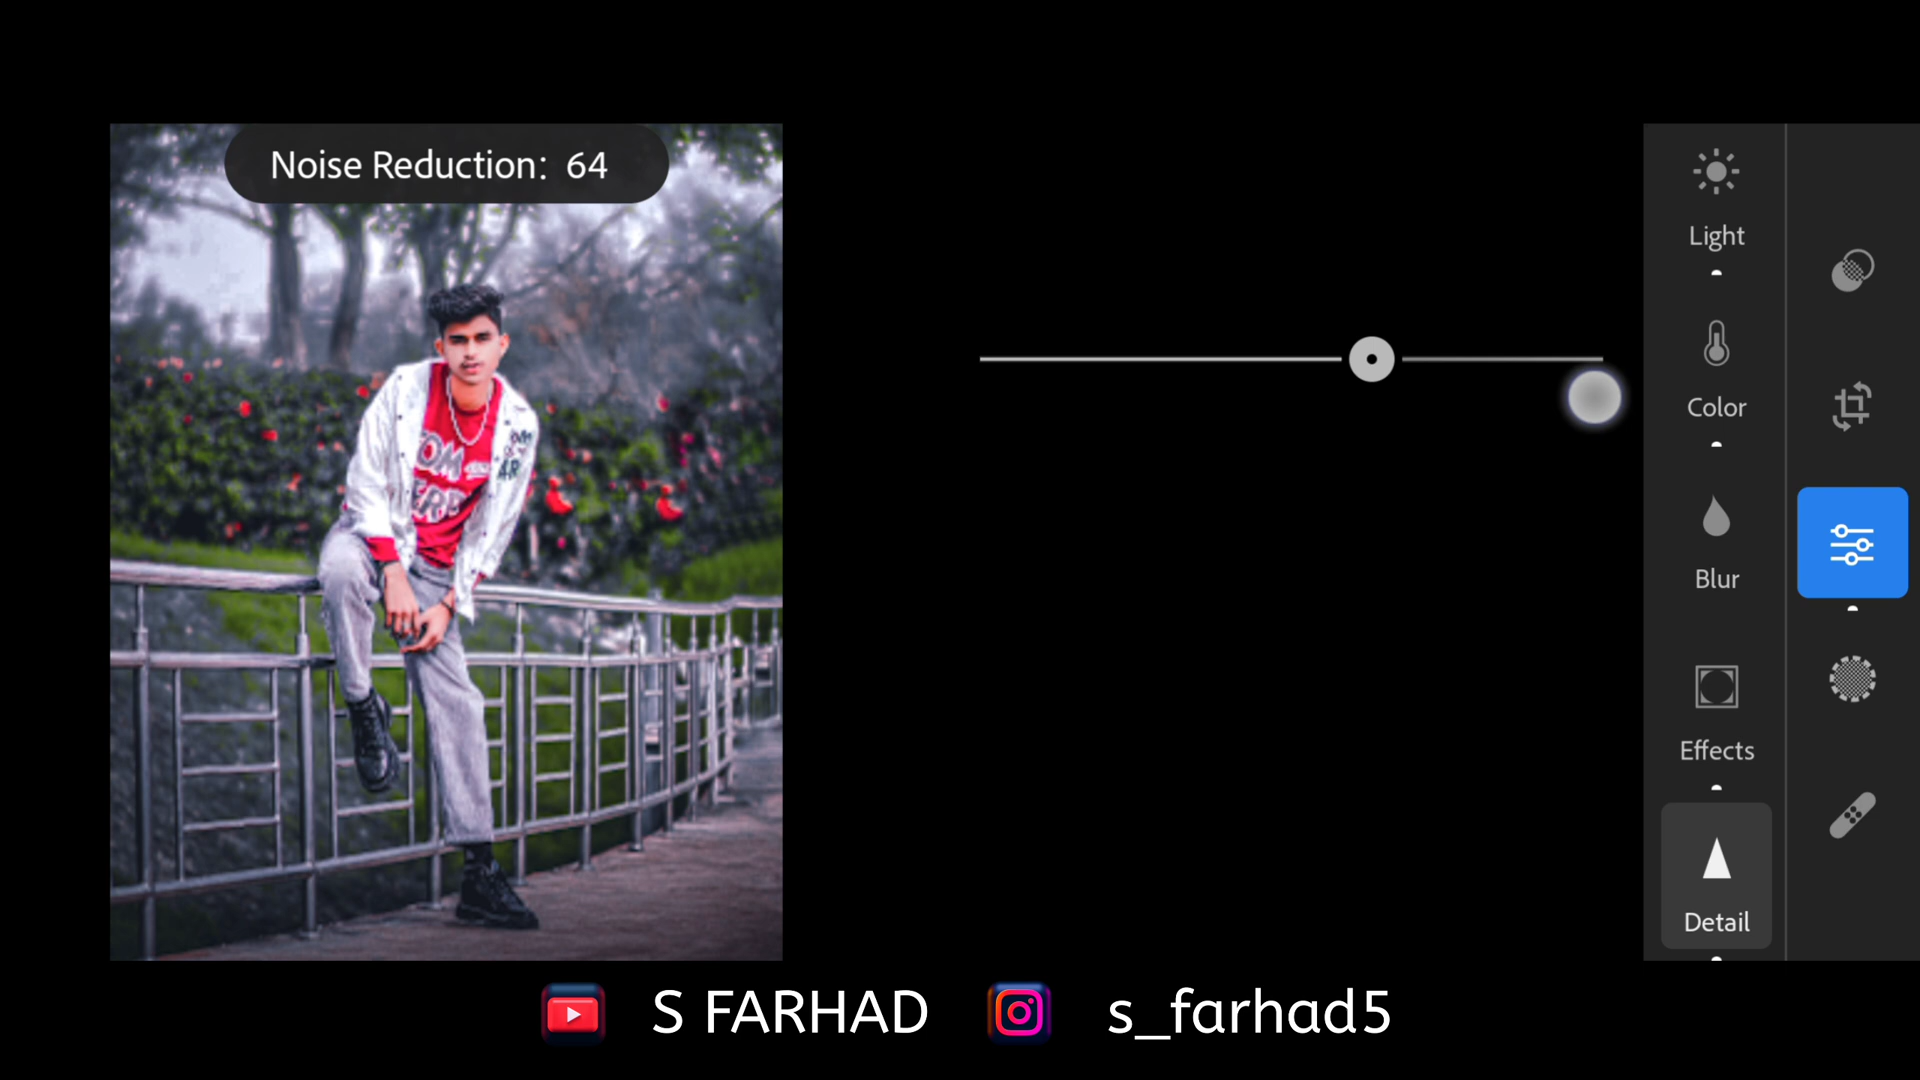 Noise Reduction: 64
Light
Color
Blur
Effects
Detail
S FARHAD
s_farhad5